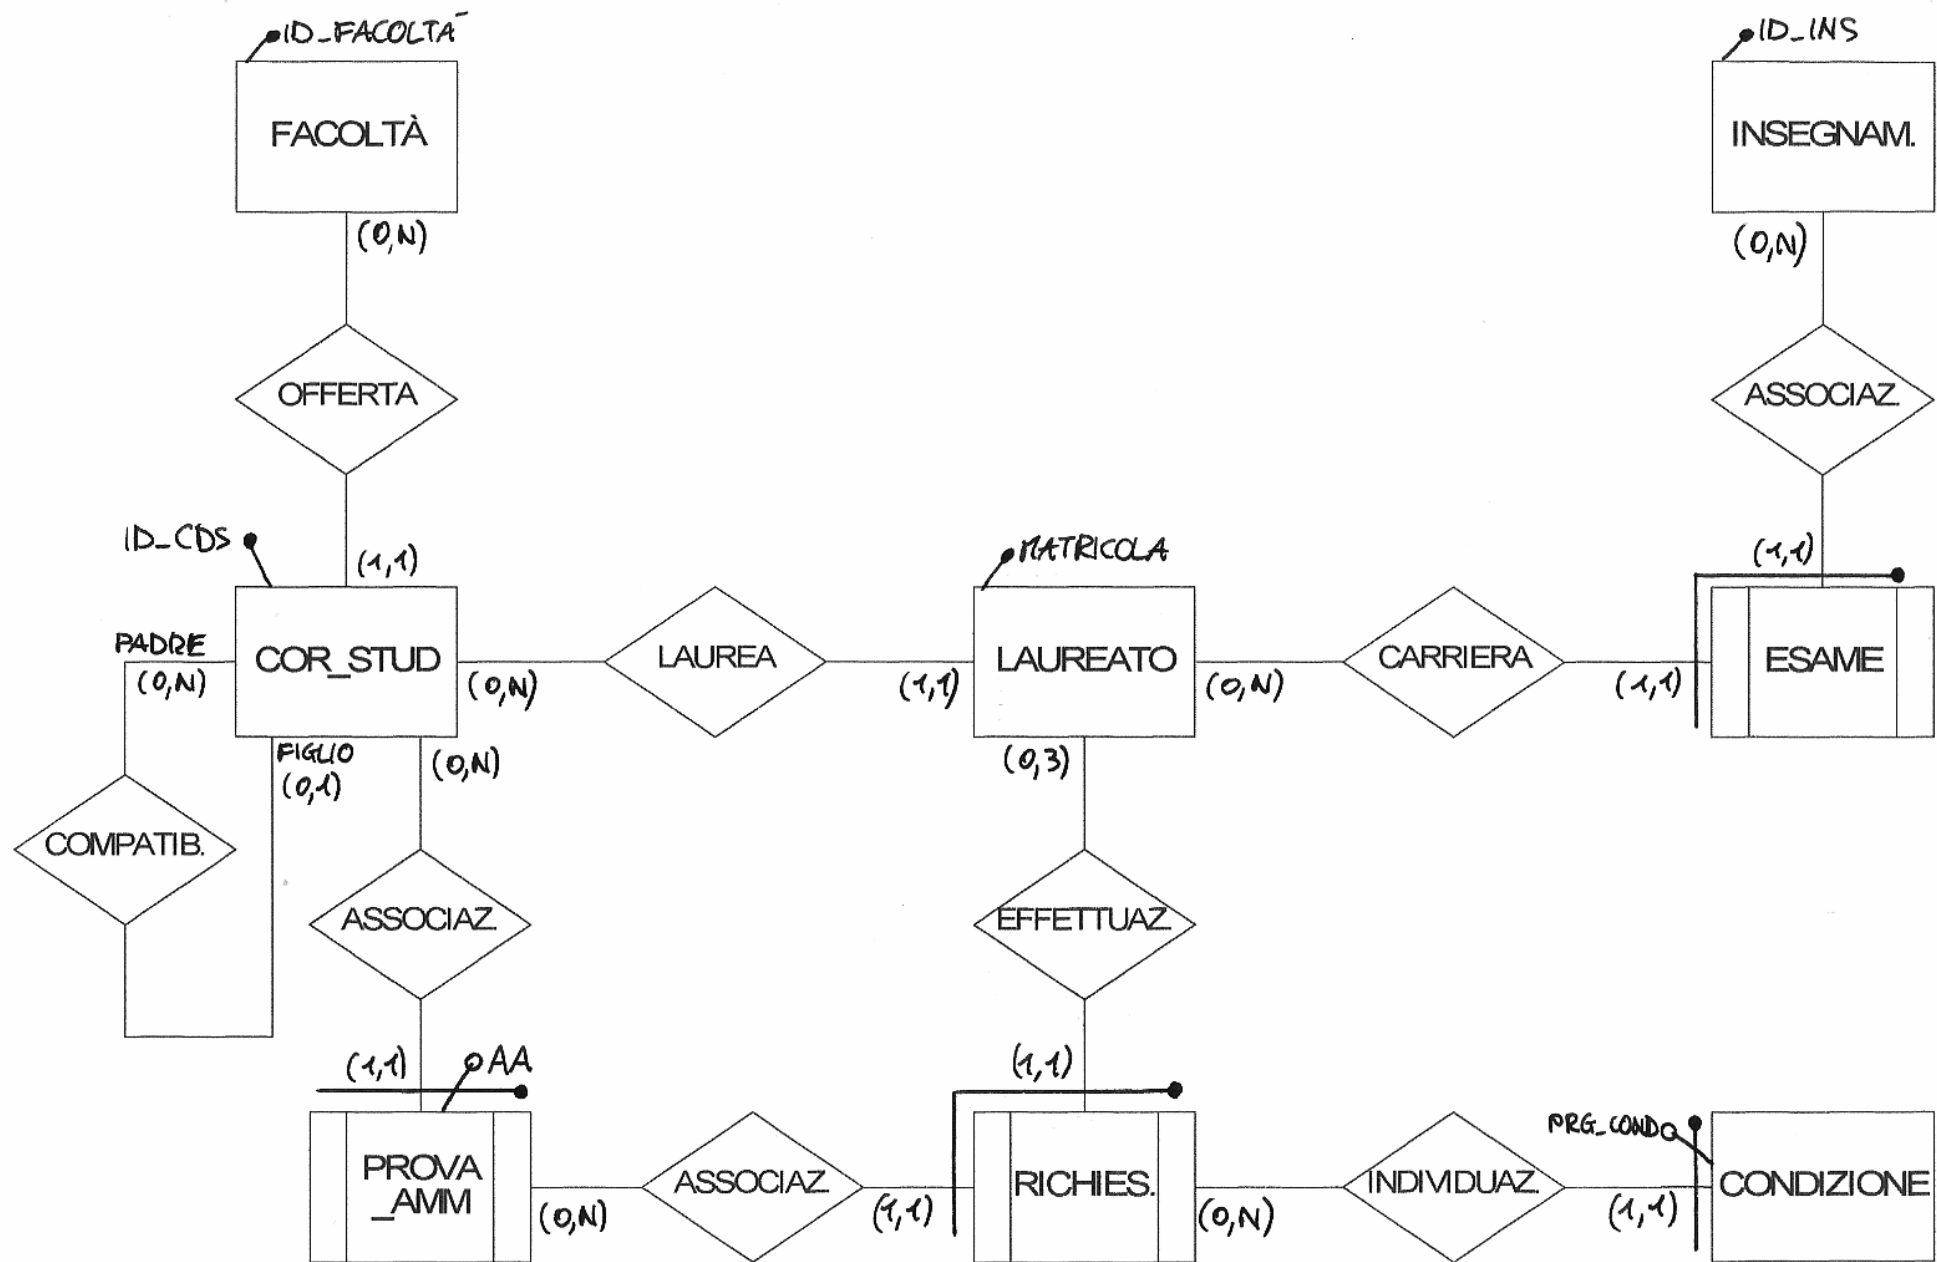 ID_FACOLTÀ
ID_INS
FACOLTÀ
INSEGNAM.
(0,N)
(0,N)
OFFERTA
ASSOCIAZ.
ID_CDS
(1,1)
MATRICOLA
(1,1)
PADRE
(0,N)
COR_STUD
(0,N)
LAUREA
(1,1)
LAUREATO
(0,N)
CARRIERA
(1,1)
ESAME
FIGLIO
(0,1)
(0,N)
(0,3)
COMPATIB.
ASSOCIAZ.
EFFETTUAZ.
(1,1)
AA
(1,1)
PRG_COND
PROVA
_AMM
(0,N)
ASSOCIAZ.
(1,1)
RICHIES.
(0,N)
INDIVIDUAZ.
(1,1)
CONDIZIONE